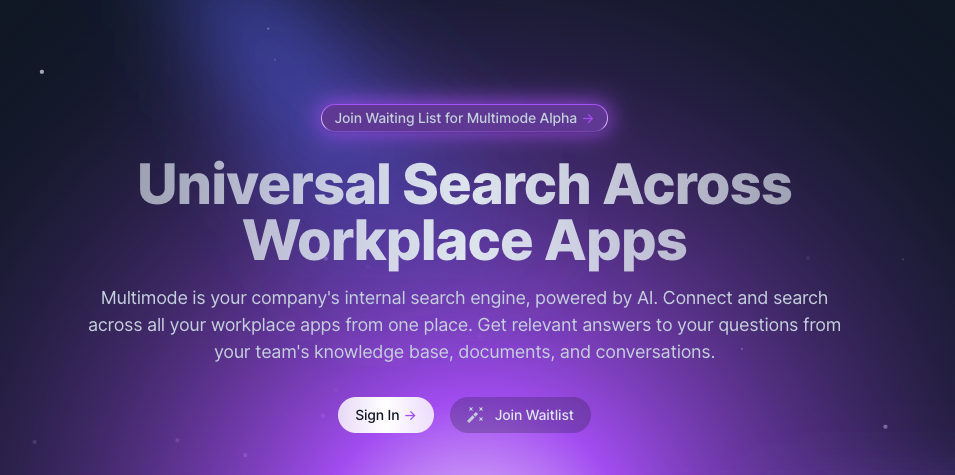 Join Waiting List for Multimode Alpha →
Universal Search Across
Workplace Apps
Multimode is your company's internal search engine, powered by AI. Connect and search
across all your workplace apps from one place. Get relevant answers to your questions from
your team's knowledge base, documents, and conversations.
Sign In →
Join Waitlist